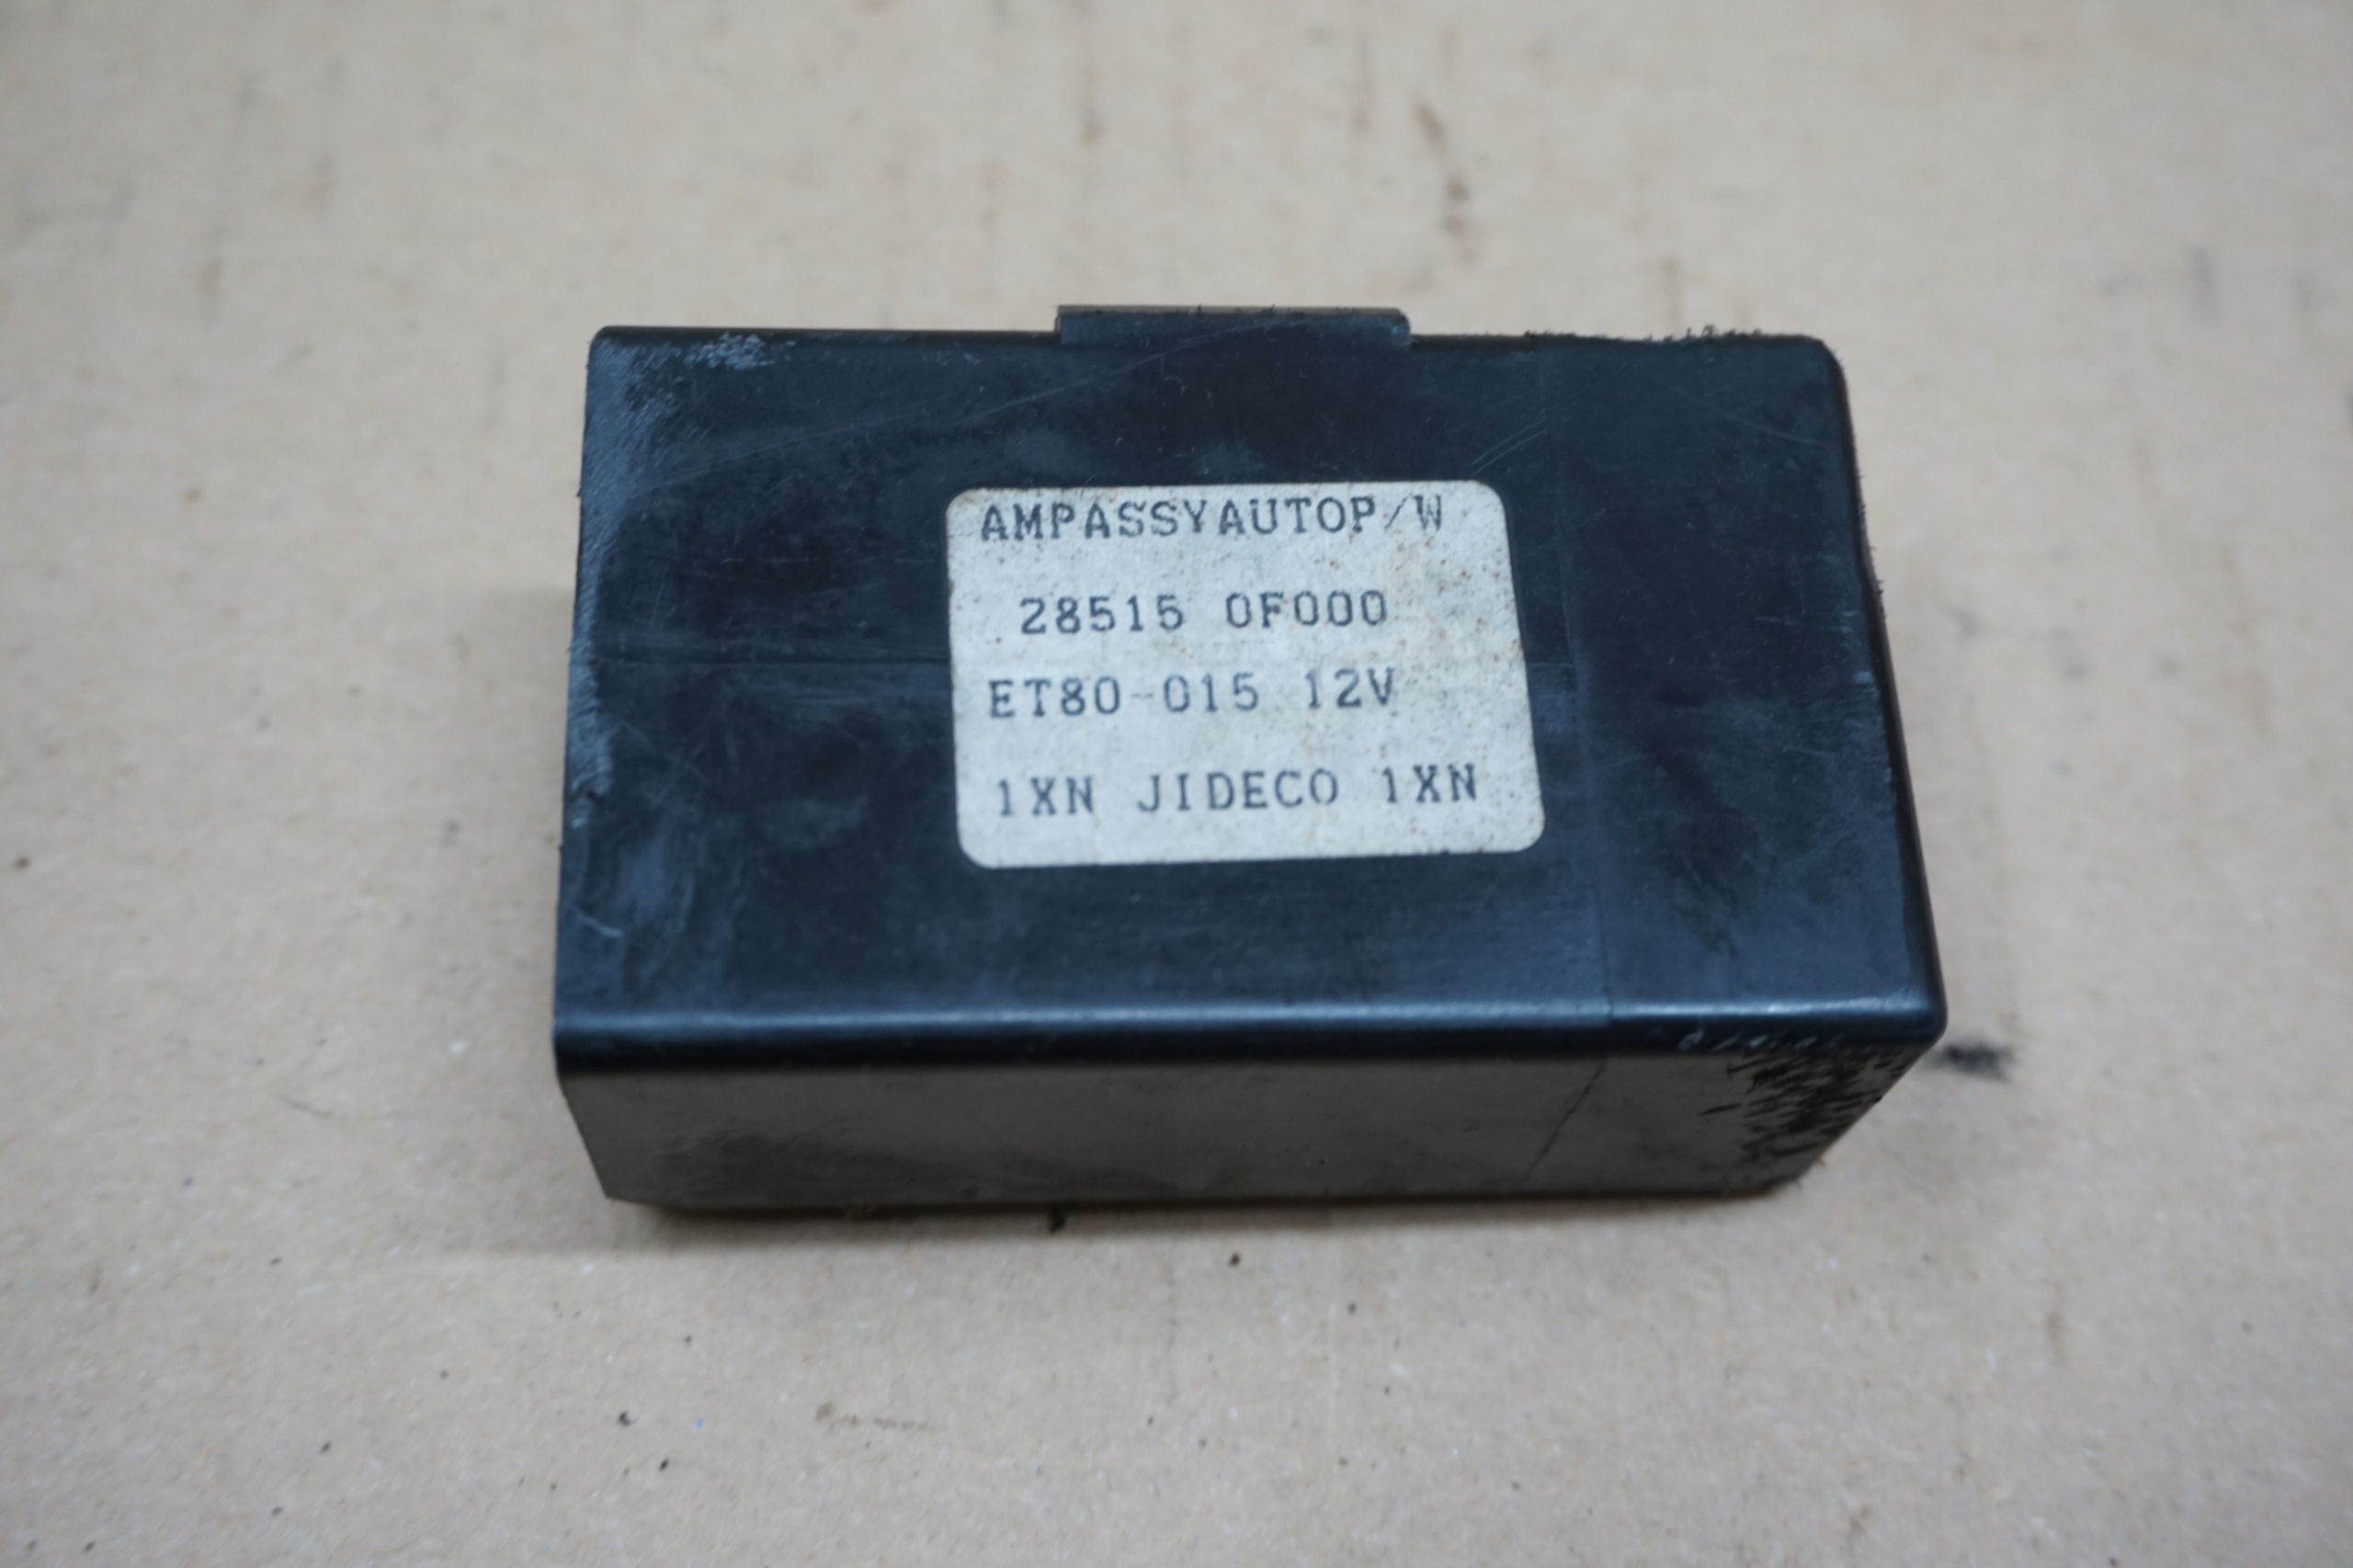 AMPASSYAUTOP/W
28515 0F000
ET80-015 12V
1XN JIDECO 1XN